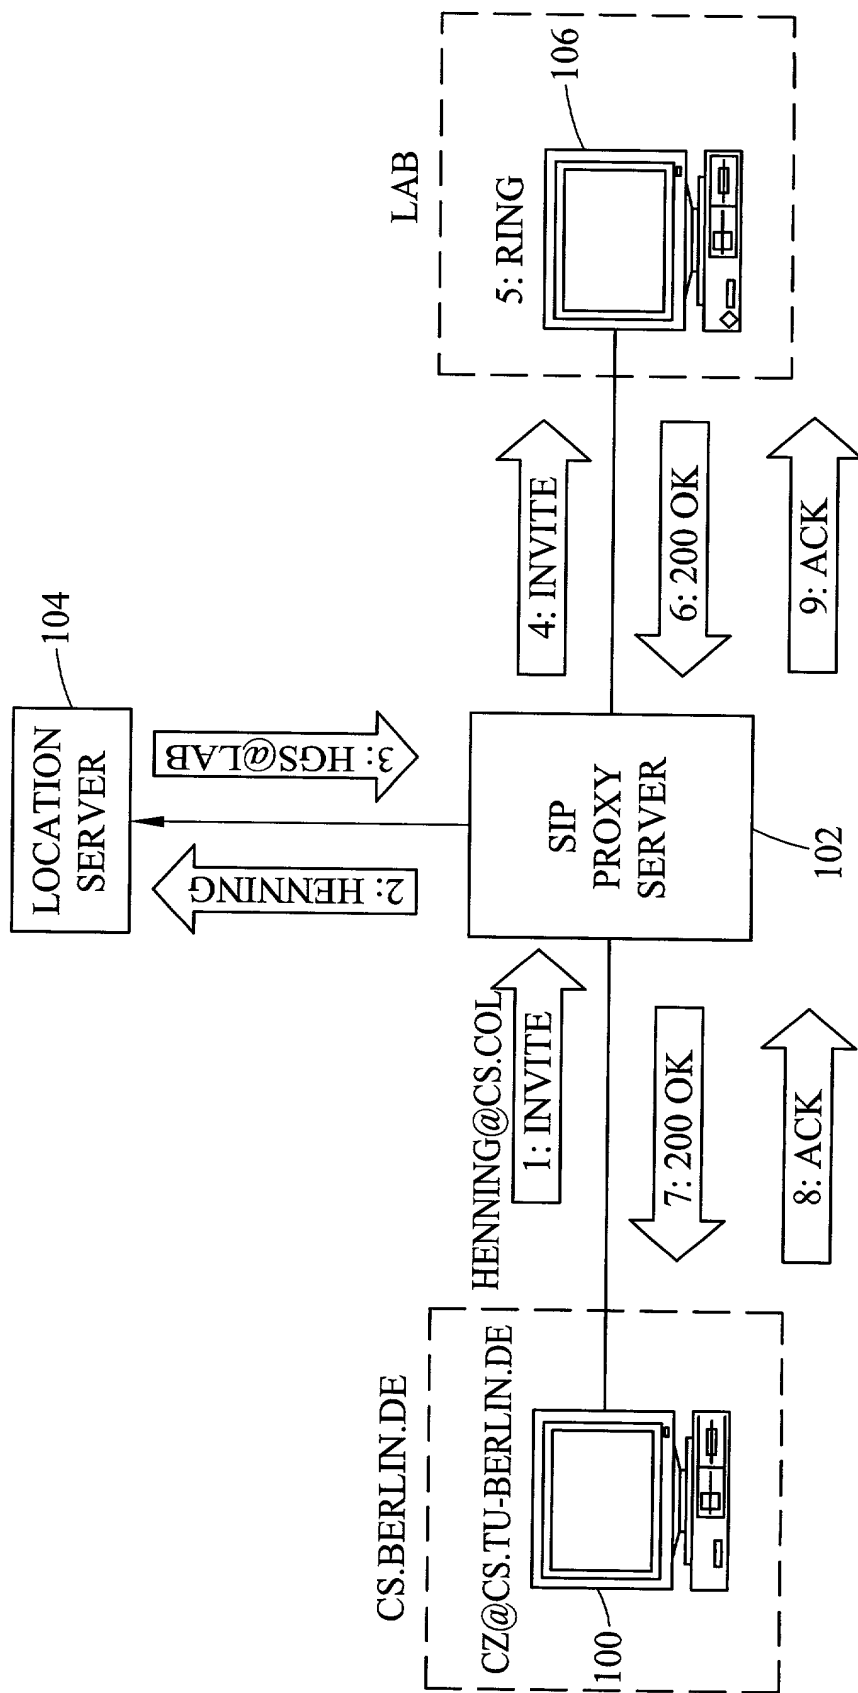 LOCATION
SERVER
104
2: HENNING
3: HGS@LAB
CS.BERLIN.DE
CZ@CS.TU-BERLIN.DE
100
HENNING@CS.COL
1: INVITE
7: 200 OK
8: ACK
SIP
PROXY
SERVER
102
4: INVITE
6: 200 OK
9: ACK
LAB
5: RING
106